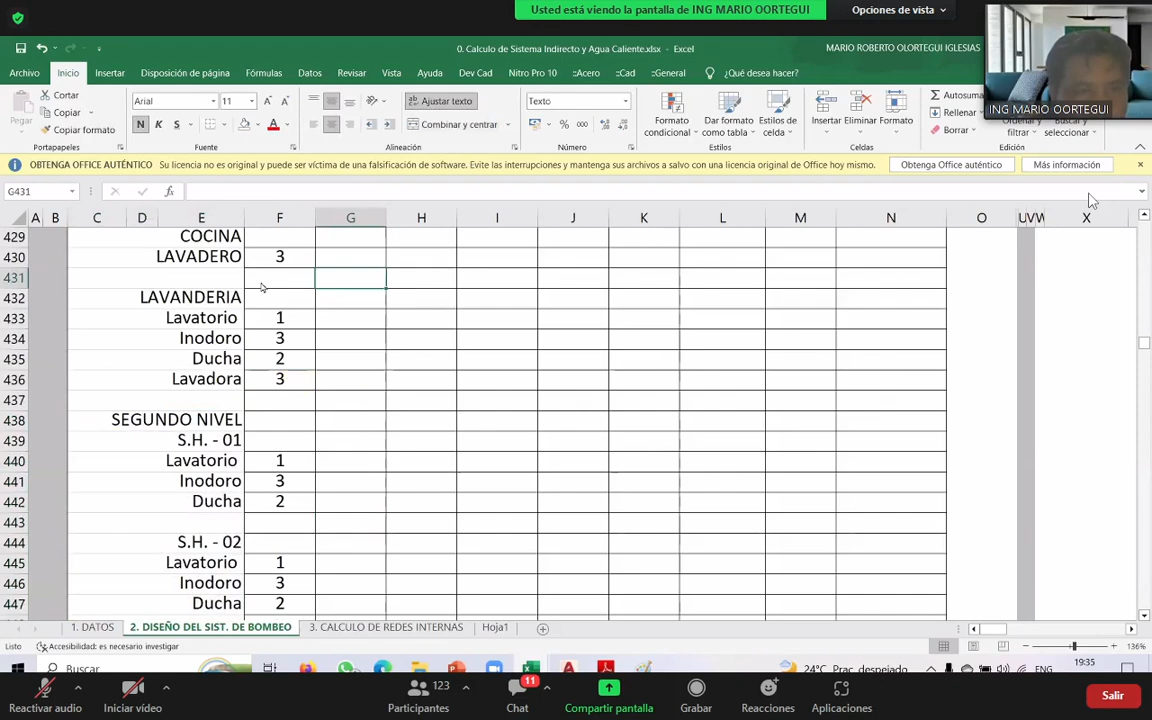 Usted está viendo la pantalla de ING MARIO OORTEGUI
Opciones de vista
0. Calculo de Sistema Indirecto y Agua Caliente.xlsx - Excel
MARIO ROBERTO OLORTEGUI IGLESIAS
ING MARIO OORTEGUI
Archivo Inicio Insertar Disposición de página Fórmulas Datos Revisar Vista Ayuda Dev Cad Nitro Pro 10 ::Acero ::Cad ::General ¿Qué desea hacer?
Pegar
Cortar
Copiar
Copiar formato
Portapapeles
Arial 11
N K S
Fuente
Ajustar texto
Combinar y centrar
Alineación
Texto
% 000
Número
Formato condicional
Dar formato como tabla
Estilos de celda
Estilos
Insertar Eliminar Formato
Celdas
Autosuma
Rellenar
Borrar
Ordenar y filtrar
Buscar y seleccionar
Edición
OBTENGA OFFICE AUTÉNTICO Su licencia no es original y puede ser víctima de una falsificación de software. Evite las interrupciones y mantenga sus archivos a salvo con una licencia original de Office hoy mismo. Obtenga Office auténtico Más información
G431 fx
A B C D E F G H I J K L M N O U V W X
429 COCINA
430 LAVADERO 3
431
432 LAVANDERIA
433 Lavatorio 1
434 Inodoro 3
435 Ducha 2
436 Lavadora 3
437
438 SEGUNDO NIVEL
439 S.H. - 01
440 Lavatorio 1
441 Inodoro 3
442 Ducha 2
443
444 S.H. - 02
445 Lavatorio 1
446 Inodoro 3
447 Ducha 2
1. DATOS 2. DISEÑO DEL SIST. DE BOMBEO 3. CALCULO DE REDES INTERNAS Hoja1
Listo Accesibilidad: es necesario investigar 136%
Buscar 24°C Prac. despejado ENG 19:35
Reactivar audio Iniciar vídeo 123 Participantes 11 Chat Compartir pantalla Grabar Reacciones Aplicaciones Salir